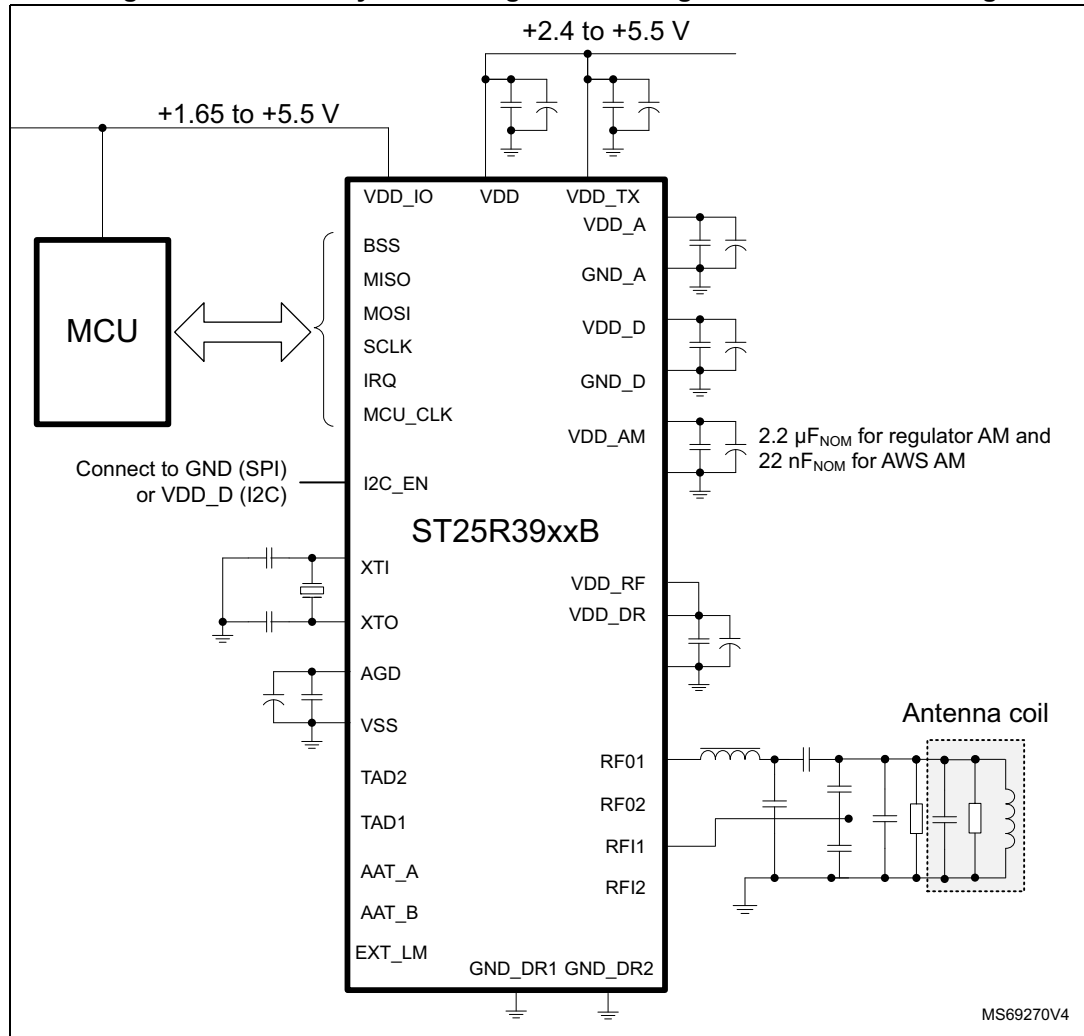 +2.4 to +5.5 V
+1.65 to +5.5 V
VDD_IO
VDD
VDD_TX
VDD_A
BSS
GND_A
MISO
MOSI
VDD_D
MCU
SCLK
IRQ
GND_D
MCU_CLK
VDD_AM
2.2 µFNOM for regulator AM and
22 nFNOM for AWS AM
Connect to GND (SPI)
or VDD_D (I2C)
I2C_EN
ST25R39xxB
XTI
VDD_RF
VDD_DR
XTO
AGD
VSS
Antenna coil
RF01
TAD2
RF02
TAD1
RFI1
AAT_A
RFI2
AAT_B
EXT_LM
GND_DR1 GND_DR2
MS69270V4